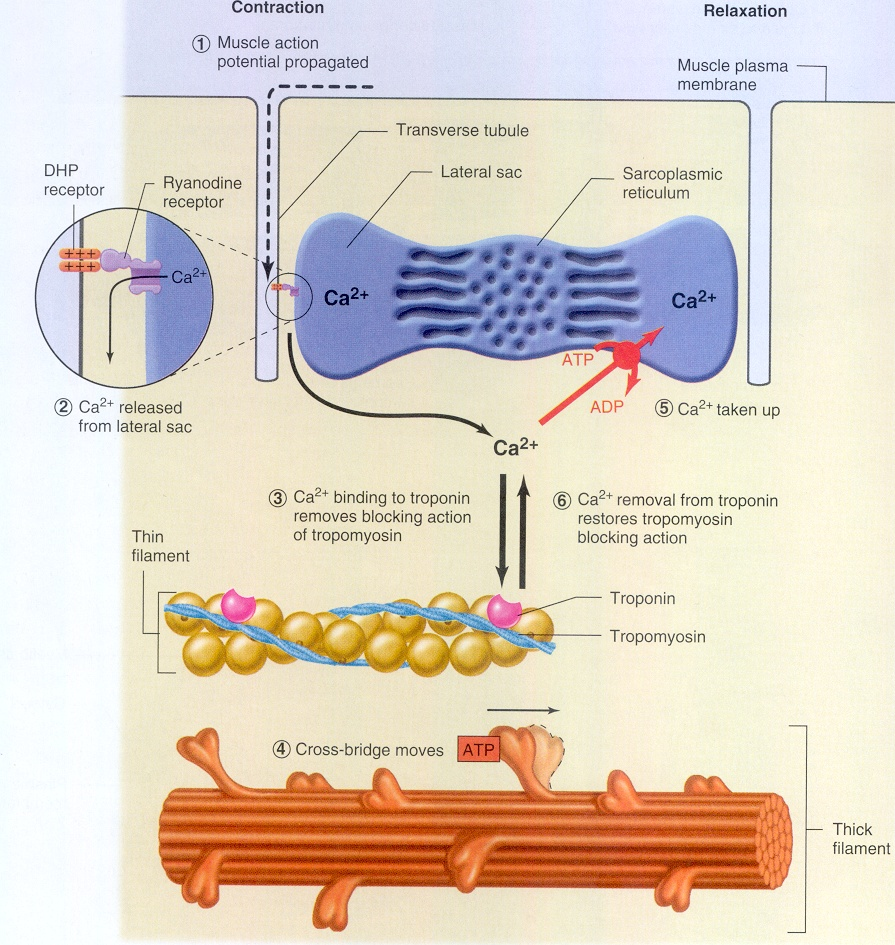 Contraction
Relaxation
① Muscle action
potential propagated
Muscle plasma
membrane
Transverse tubule
Lateral sac
Sarcoplasmic
reticulum
DHP
receptor
Ryanodine
receptor
+++
+++
Ca2+
Ca2+
Ca2+
ATP
ADP
② Ca2+ released
from lateral sac
⑤ Ca2+ taken up
Ca2+
③ Ca2+ binding to troponin
removes blocking action
of tropomyosin
⑥ Ca2+ removal from troponin
restores tropomyosin
blocking action
Thin
filament
Troponin
Tropomyosin
④ Cross-bridge moves
ATP
Thick
filament